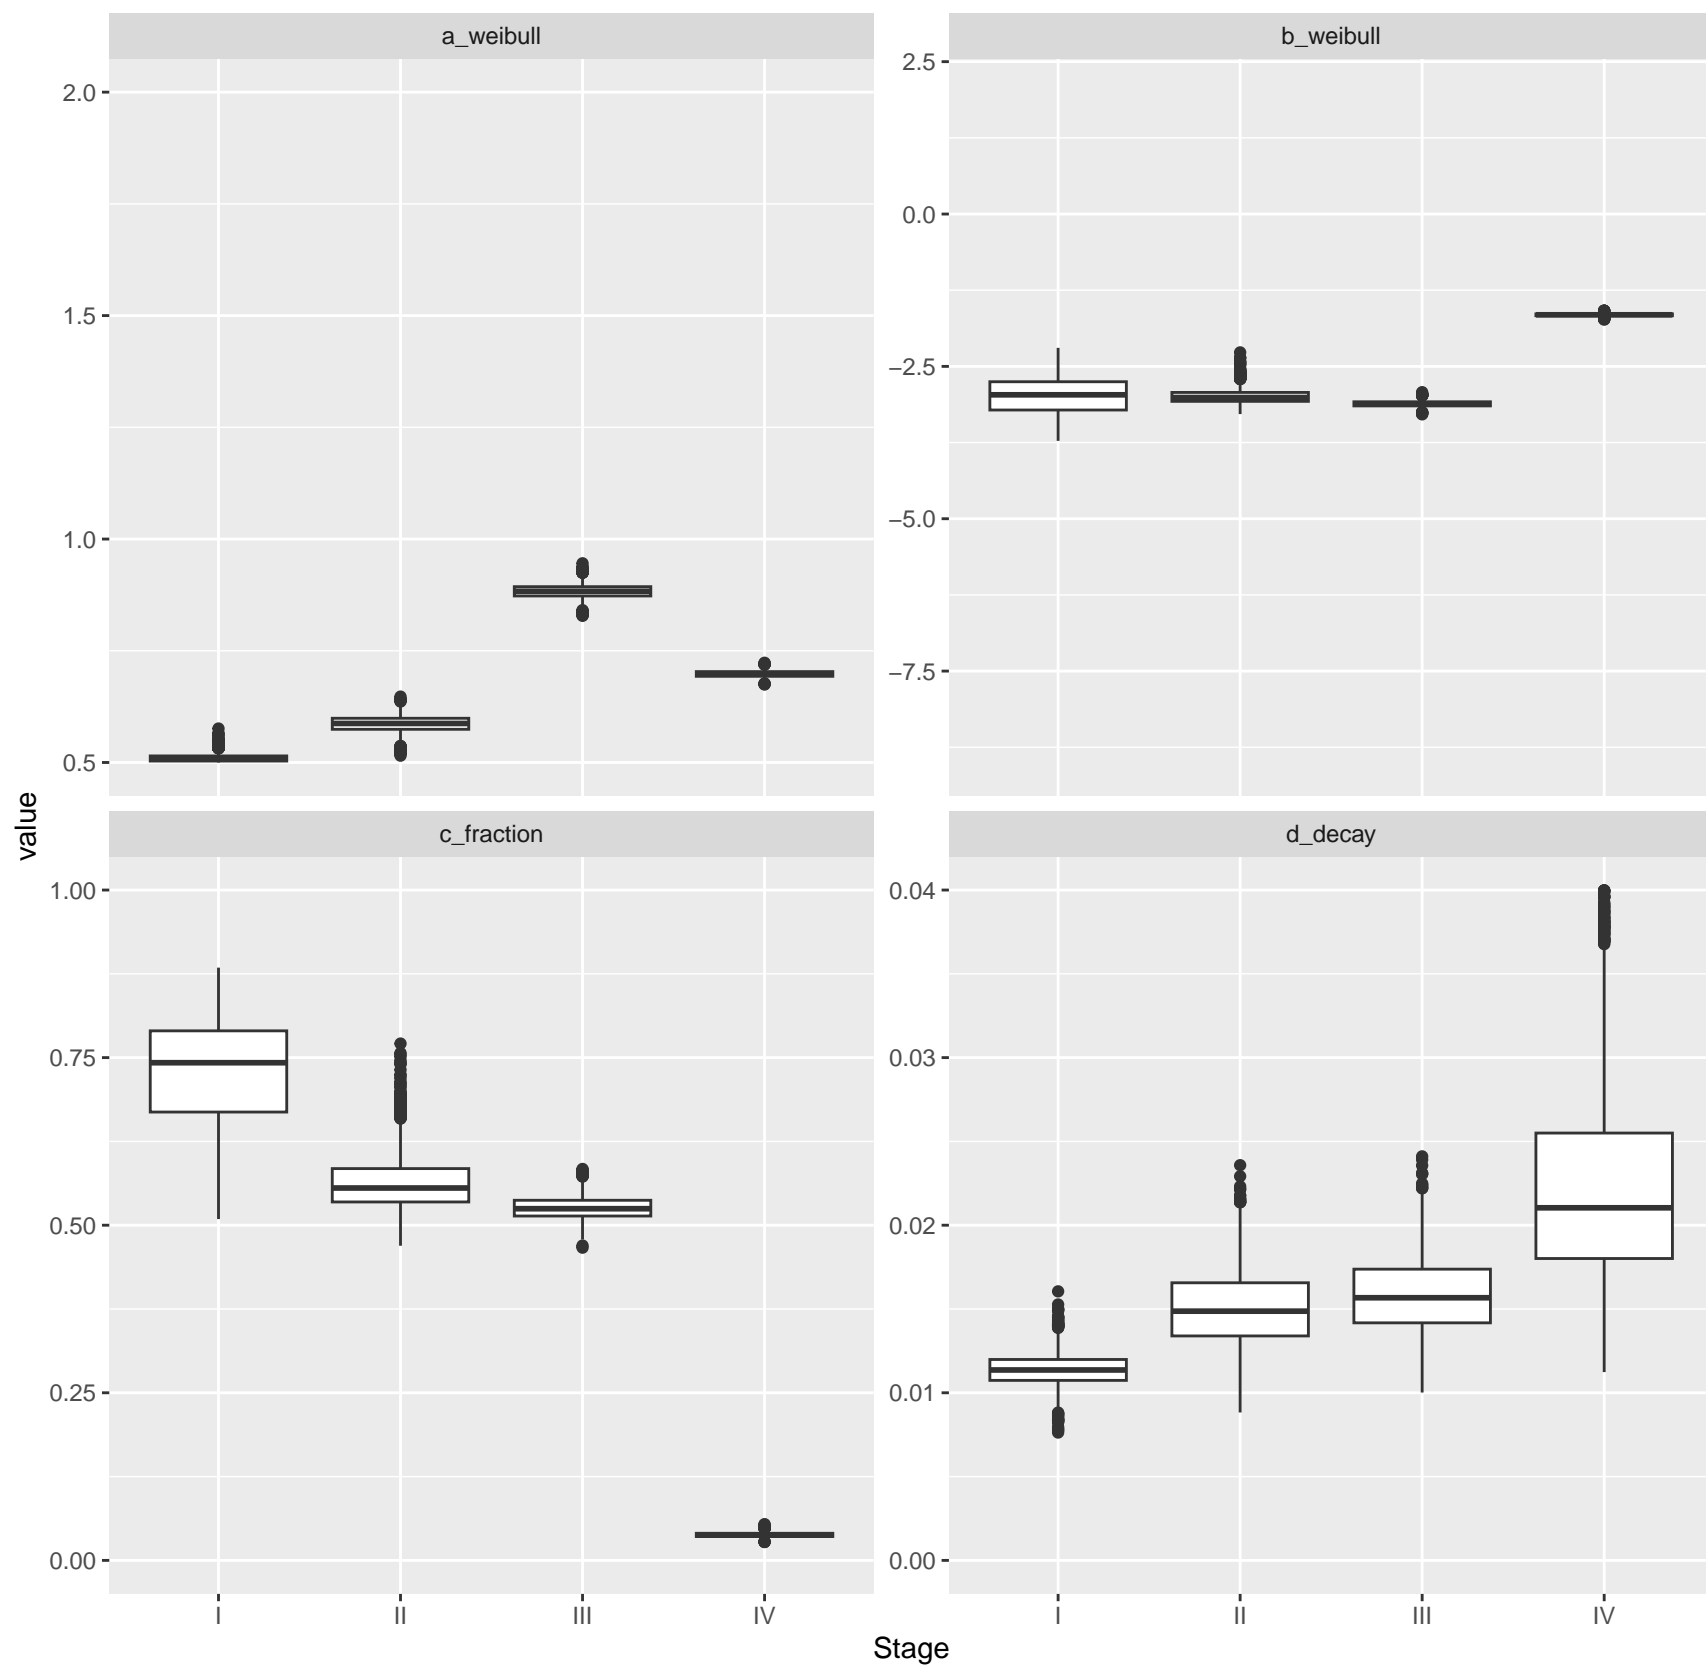 a_weibull
b_weibull
2.0
1.5
1.0
0.5
2.5
0.0
−2.5
−5.0
−7.5
value
c_fraction
d_decay
1.00
0.75
0.50
0.25
0.00
0.04
0.03
0.02
0.01
0.00
I II III IV
I II III IV
Stage